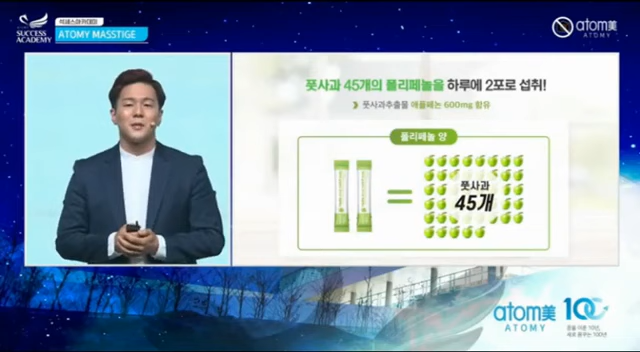 SUCCESS
ACADEMY
석세스아카데미
ATOMY MASSTIGE
atom美
ATOMY
풋사과 45개의 폴리페놀을 하루에 2포로 섭취!
풋사과추출물 애플페논 600mg 함유
폴리페놀 양
=
풋사과
45개
atom美
ATOMY
100